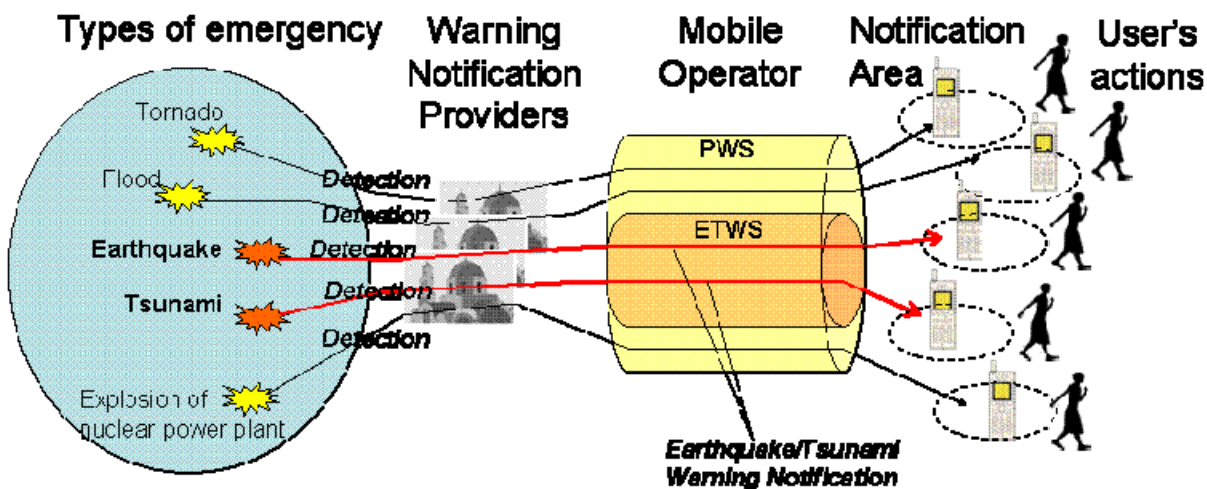 Types of emergency
Warning
Notification
Providers
Mobile
Operator
Notification
Area
User's
actions
Tornado
Flood
Earthquake
Tsunami
Explosion of
nuclear power plant
Detection
Detection
Detection
Detection
Detection
PWS
ETWS
Earthquake/Tsunami
Warning Notification